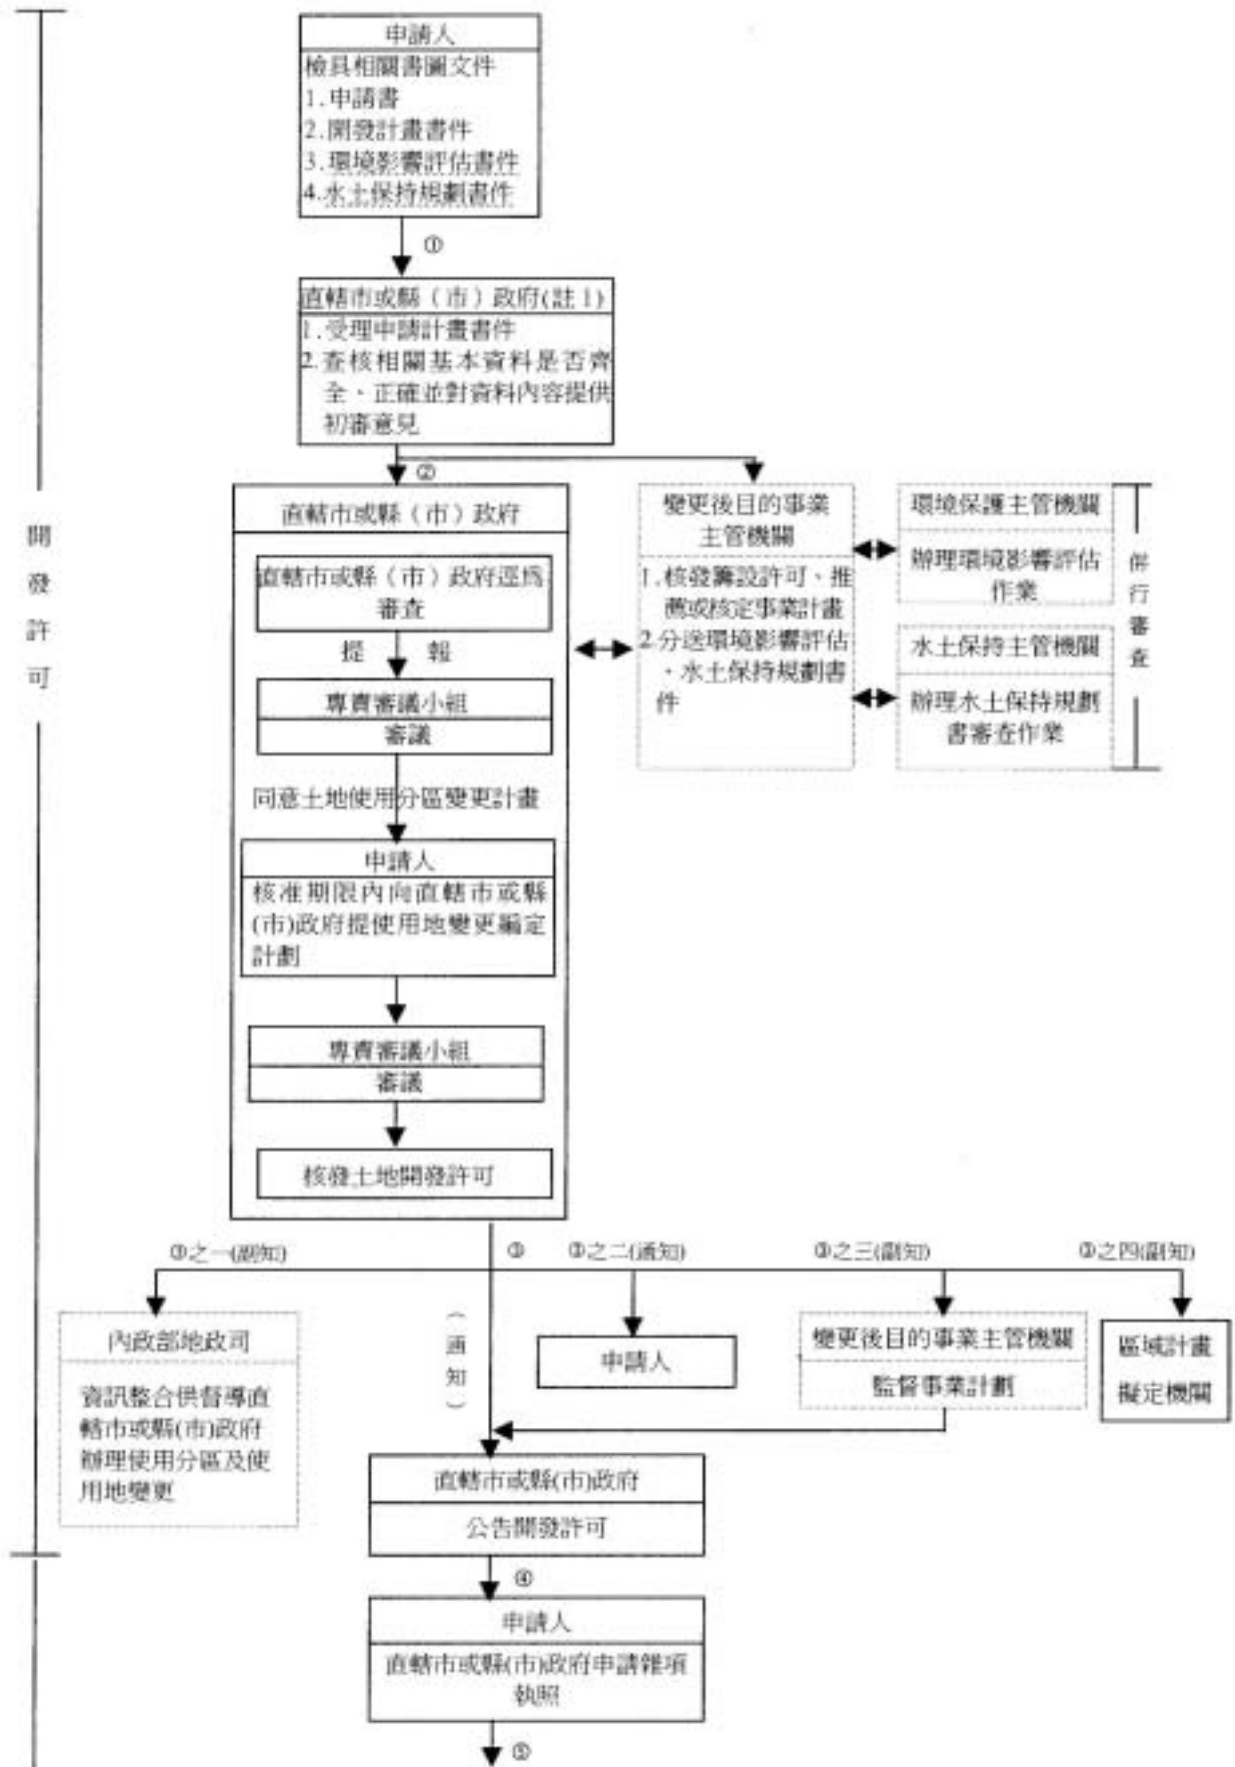 申請人
檢具相關書圖文件
1.申請書
2.開發計畫書件
3.環境影響評估書件
4.水土保持規劃書件
①
直轄市或縣（市）政府(註1)
1.受理申請計畫書件
2.查核相關基本資料是否齊
全、正確並對資料內容提供
初審意見
②
開發許可
直轄市或縣（市）政府
直轄市或縣（市）政府逕為
審查
提報
專責審議小組
審議
同意土地使用分區變更計畫
申請人
核准期限內向直轄市或縣
(市)政府提使用地變更編定
計劃
專責審議小組
審議
核發土地開發許可
變更後目的事業
主管機關
1.核發籌設許可、推
薦或核定事業計畫
2.分送環境影響評估
、水土保持規劃書
件
環境保護主管機關
辦理環境影響評估
作業
水土保持主管機關
辦理水土保持規劃
書審查作業
併行審查
③之一(副知)
③
③之二(通知)
③之三(副知)
③之四(副知)
（通知）
內政部地政司
資訊整合供督導直
轄市或縣(市)政府
辦理使用分區及使
用地變更
申請人
變更後目的事業主管機關
監督事業計劃
區域計畫
擬定機關
直轄市或縣(市)政府
公告開發許可
④
申請人
直轄市或縣(市)政府申請雜項
執照
⑤